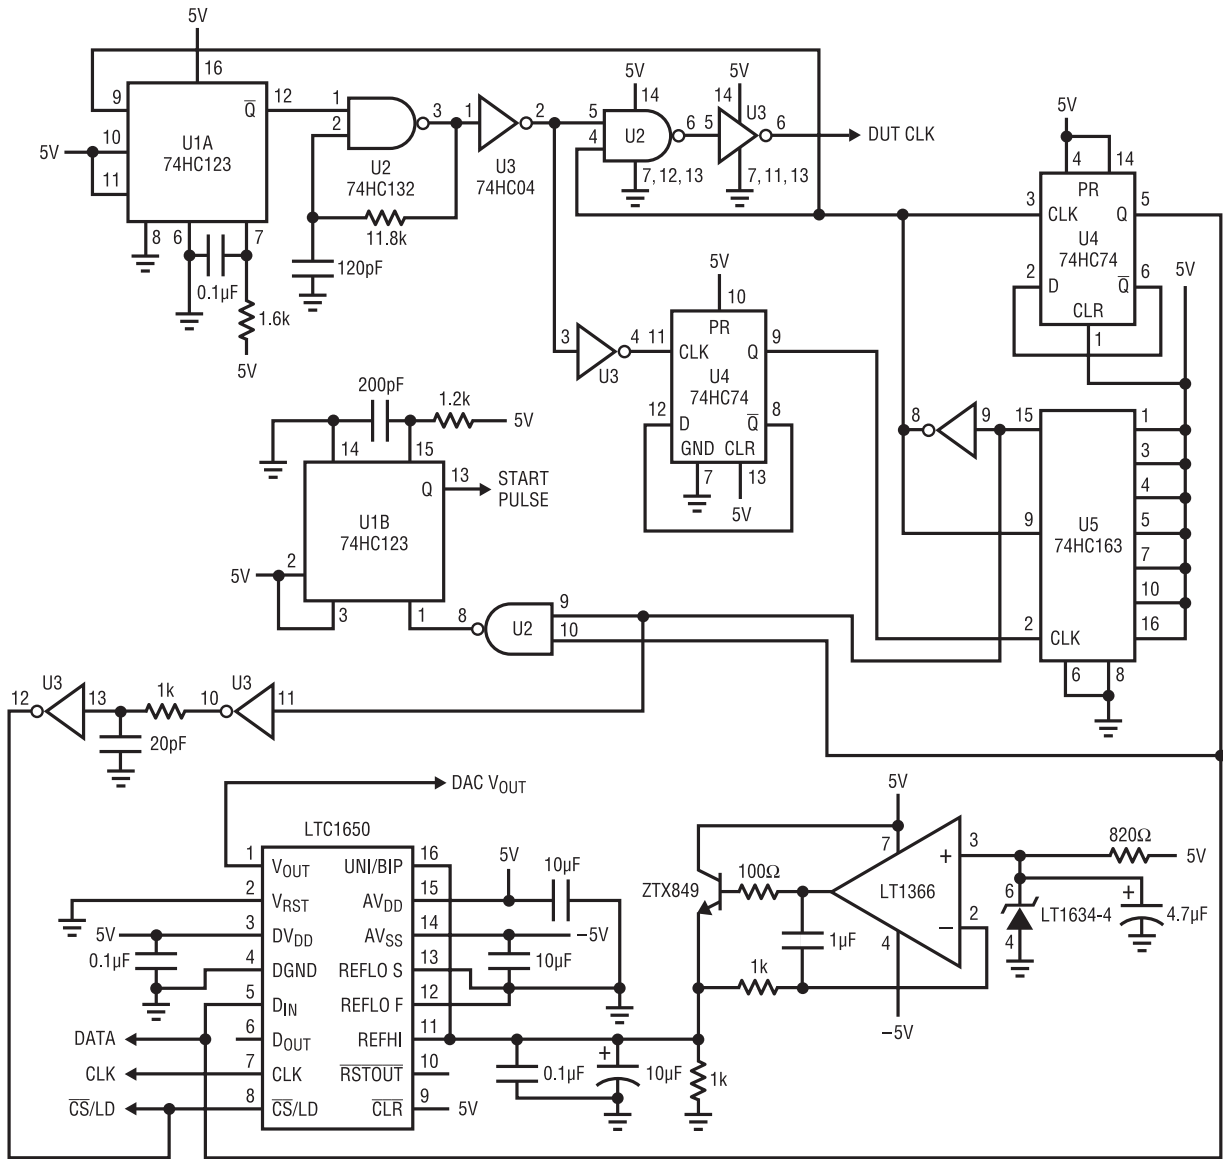 5V
16
9
12
Q
10
U1A
74HC123
5V
11
8
6
7
0.1µF
1.6k
5V
1
2
3
U2
74HC132
11.8k
120pF
1
2
U3
74HC04
5V
14
5
4
U2
6
7, 12, 13
5V
14
U3
5
6
7, 11, 13
DUT CLK
5V
4
14
PR
3
CLK
Q
5
U4
74HC74
2
D
Q
6
CLR
1
5V
3
4
U3
5V
10
PR
11
CLK
Q
9
U4
74HC74
12
D
Q
8
GND
CLR
7
13
5V
200pF
1.2k
5V
14
15
Q
13
START
PULSE
U1B
74HC123
5V
2
3
1
8
U2
9
10
8
9
15
1
3
4
9
U5
74HC163
5
7
10
2
CLK
16
6
8
12
U3
13
1k
10
U3
11
20pF
DAC VOUT
LTC1650
1
VOUT
UNI/BIP
16
2
VRST
AVDD
15
5V
10µF
5V
3
DVDD
AVSS
14
−5V
0.1µF
4
DGND
REFLO S
13
10µF
5
DIN
REFLO F
12
DATA
6
DOUT
REFHI
11
CLK
7
CLK
RSTOUT
10
CS/LD
8
CS/LD
CLR
9
5V
0.1µF
+
10µF
1k
ZTX849
100Ω
1µF
1k
5V
7
+
3
LT1366
−
2
4
−5V
820Ω
5V
6
LT1634-4
4
+
4.7µF